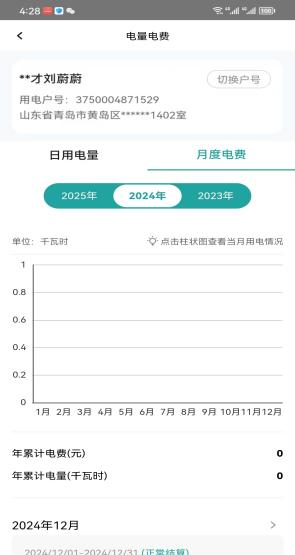 4:28
100
电量电费
**才刘蔚蔚
切换户号
用电户号：3750004871529
山东省青岛市黄岛区******1402室
日用电量
月度电费
2025年
2024年
2023年
单位：千瓦时
点击柱状图查看当月用电情况
1
0.8
0.6
0.4
0.2
0
1月 2月 3月 4月 5月 6月 7月 8月 9月 10月 11月 12月
年累计电费(元) 0
年累计电量(千瓦时) 0
2024年12月
2024/12/01-2024/12/31 (正常结算)